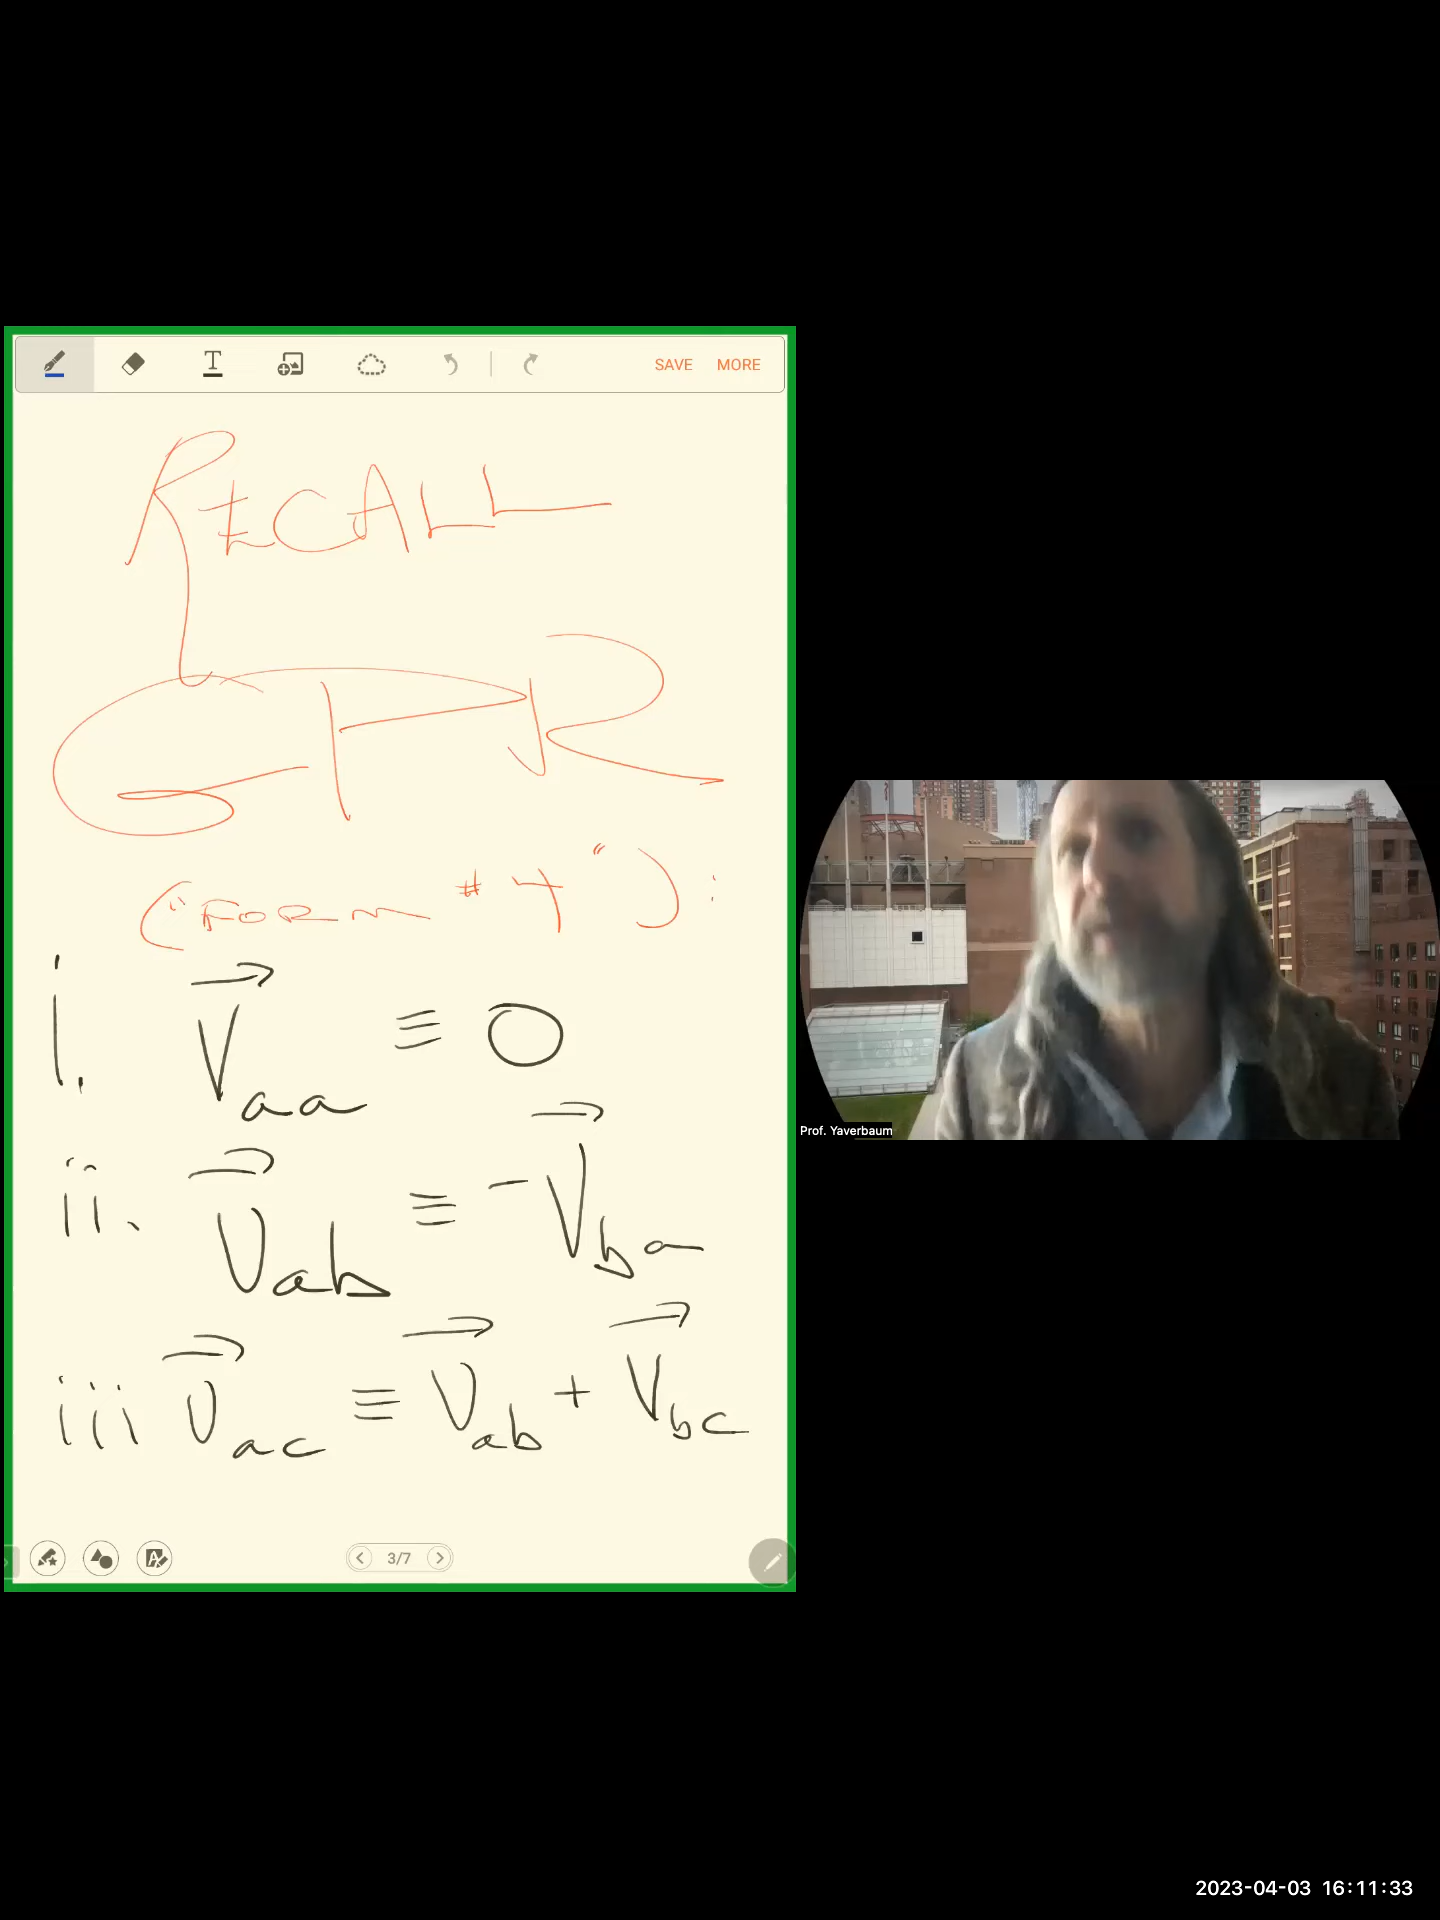 SAVE MORE
RECALL
GPR
("FORM #4"):
i. V⃗aa ≡ 0
ii. V⃗ab ≡ -V⃗ba
iii V⃗ac ≡ V⃗ab + V⃗bc
3/7
Prof. Yaverbaum
2023-04-03 16:11:33